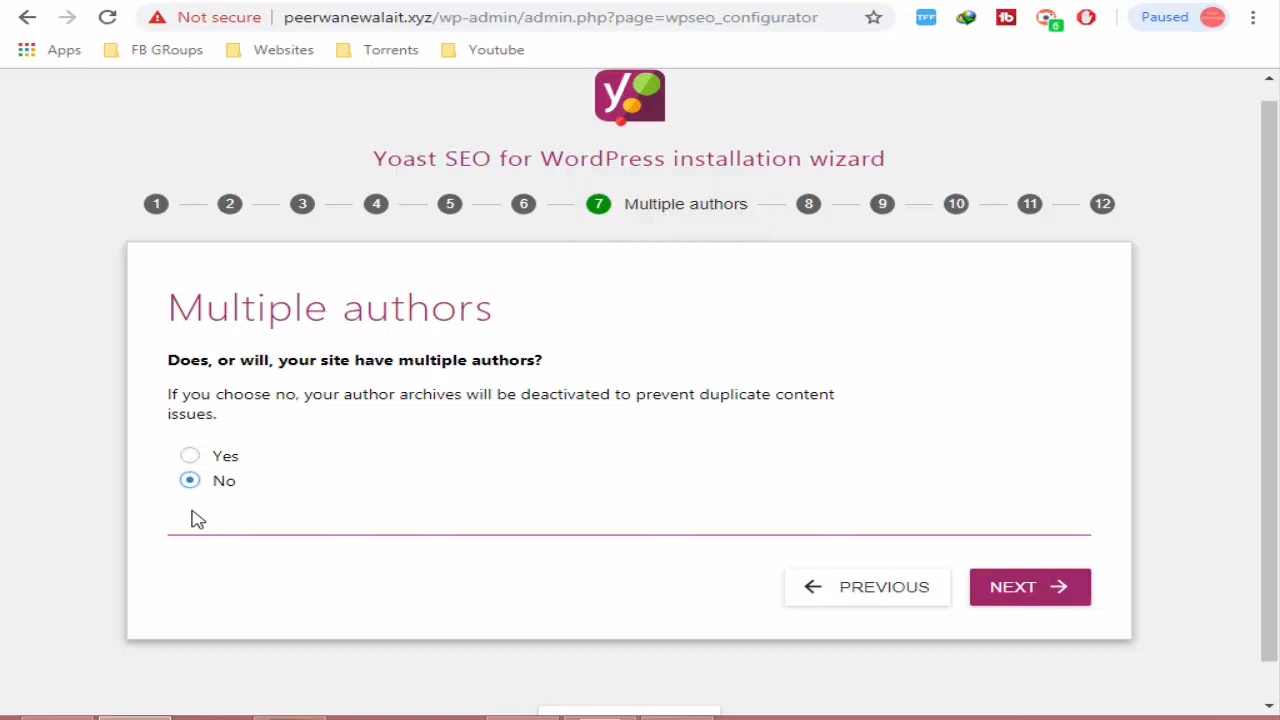 Not secure peerwanewalait.xyz/wp-admin/admin.php?page=wpseo_configurator TFF 1b 6 Paused
Apps FB GRoups Websites Torrents Youtube
y
Yoast SEO for WordPress installation wizard
1 2 3 4 5 6 7 Multiple authors 8 9 10 11 12
Multiple authors
Does, or will, your site have multiple authors?
If you choose no, your author archives will be deactivated to prevent duplicate content
issues.
Yes
No
PREVIOUS NEXT